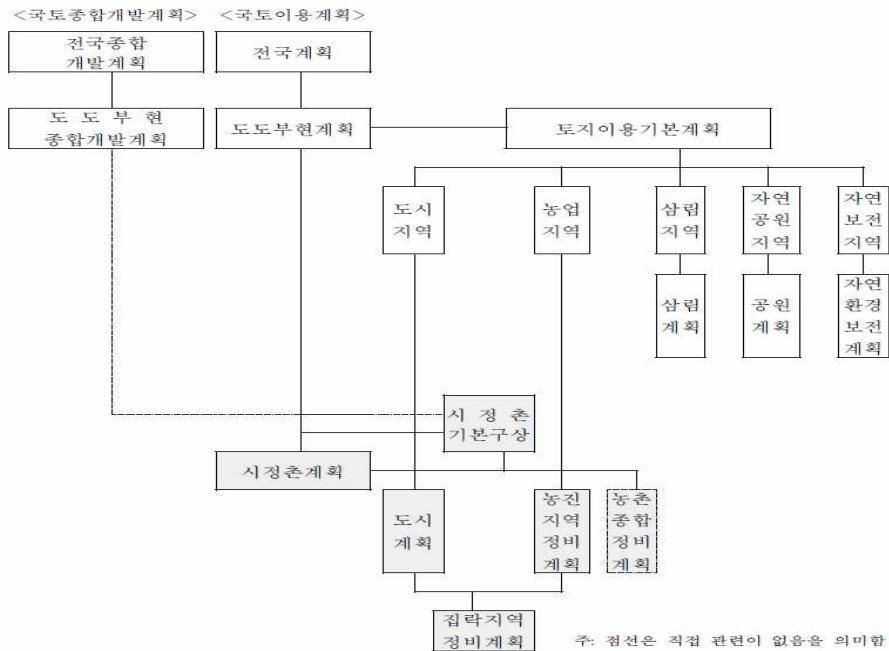 <국토종합개발계획> <국토이용계획>
전국종합
개발계획
전국계획
도 도 부 현
종합개발계획
도도부현계획
토지이용기본계획
도시
지역
농업
지역
삼림
지역
자연
공원
지역
자연
보전
지역
삼림
계획
공원
계획
자연
환경
보전
계획
시 정 촌
기본구상
시정촌계획
도시
계획
농진
지역
정비
계획
농촌
종합
정비
계획
집락지역
정비계획
주: 점선은 직접 관련이 없음을 의미함